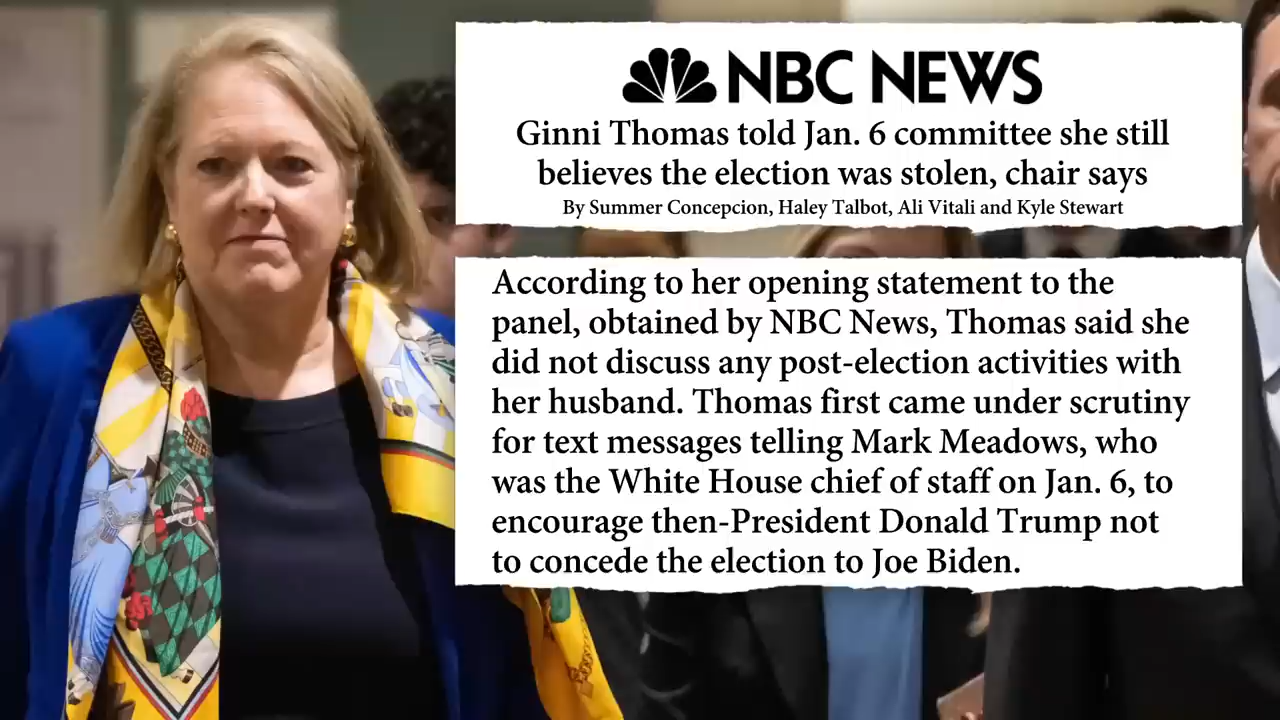 NBC NEWS
Ginni Thomas told Jan. 6 committee she still
believes the election was stolen, chair says
By Summer Concepcion, Haley Talbot, Ali Vitali and Kyle Stewart
According to her opening statement to the
panel, obtained by NBC News, Thomas said she
did not discuss any post-election activities with
her husband. Thomas first came under scrutiny
for text messages telling Mark Meadows, who
was the White House chief of staff on Jan. 6, to
encourage then-President Donald Trump not
to concede the election to Joe Biden.